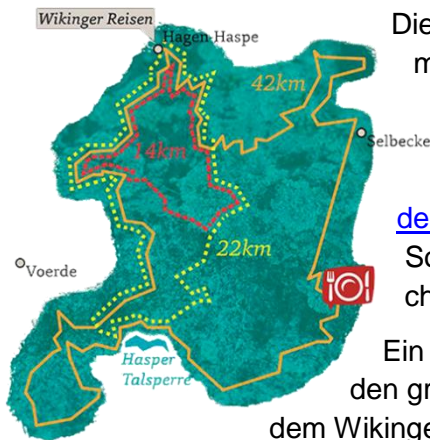 Wikinger Reisen
Hagen-Haspe
42km
14km
Selbecke
22km
Voerde
Hasper
Talsperre
Die
m
de
So
ch
Ein
den gr
dem Wikinge